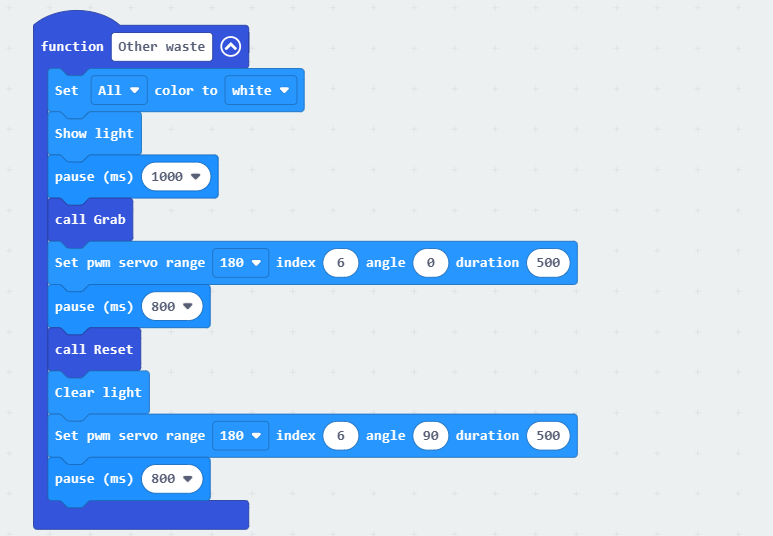 function Other waste
Set All color to white
Show light
pause (ms) 1000
call Grab
Set pwm servo range 180 index 6 angle 0 duration 500
pause (ms) 800
call Reset
Clear light
Set pwm servo range 180 index 6 angle 90 duration 500
pause (ms) 800